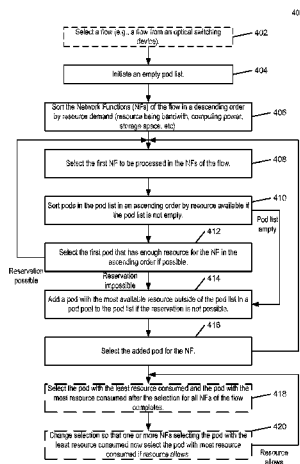 40
Select a flow (e.g., a flow from an optical switching
device).
402
Initiate an empty pod list.
404
Sort the Network Functions (NFs) of the flow in a descending order
by resource demand (resource being bandwith, computing power,
storage space, etc)
406
Select the first NF to be processed in the NFs of the flow.
408
Sort pods in the pod list in an ascending order by resource available if
the pod list is not empty.
410
Pod list
empty
412
Select the first pod that has enough resource for the NF in the
ascending order if possible.
Reservation
possible
Reservation
impossible
414
Add a pod with the most available resource outside of the pod list in a
pod pool to the pod list if the reservation is not possible.
416
Select the added pod for the NF.
Select the pod with the least resource consumed and the pod with the
most resource consumed after the selection for all NFs of the flow
completes.
418
420
Change selection so that one or more NFs selecting the pod with the
least resource consumed now select the pod with most resource
consumed if resource allows.
Resource
allows